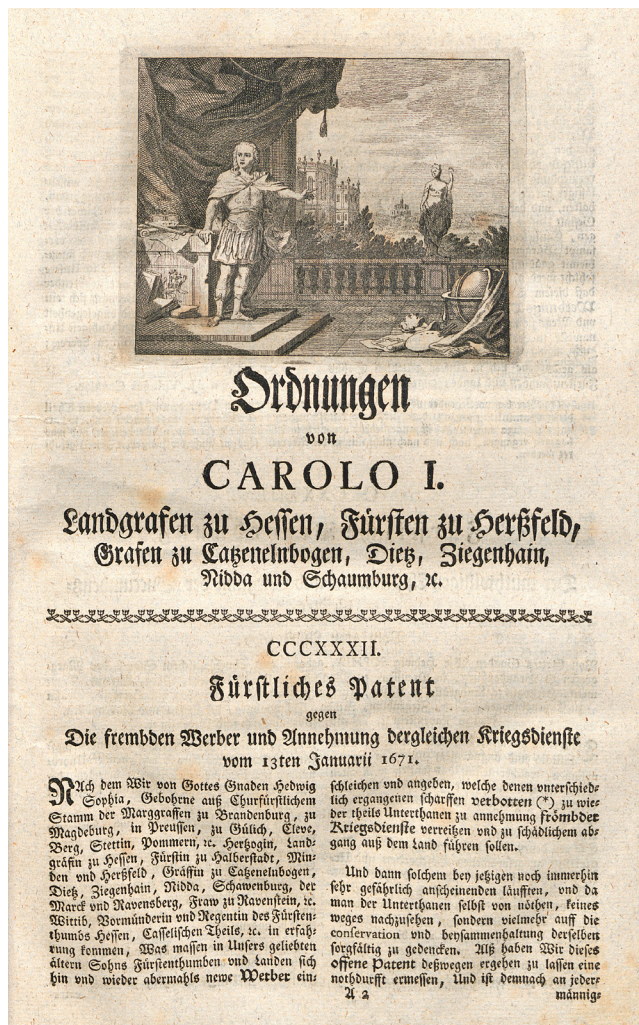 Ordnungen
von
CAROLO I.
Landgrafen zu Hessen, Fürsten zu Herßfeld,
Grafen zu Catzenelnbogen, Dietz, Ziegenhain,
Nidda und Schaumburg, ꝛc.
CCCXXXII.
Fürstliches Patent
gegen
Die frembden Werber und Annehmung dergleichen Kriegsdienste
vom 13ten Januarii 1671.
Nach dem Wir von Gottes Gnaden Hedwig
Sophia, Gebohrne auß Churfürstlichem
Stamm der Marggrafen zu Brandenburg, zu
Magdeburg, in Preussen, zu Gülich, Cleve,
Berg, Stettin, Pommern, ꝛc. Hertzogin, Land-
gräfin zu Hessen, Fürstin zu Halberstadt, Min-
den und Hertzfeld, Gräffin zu Catzenelnbogen,
Dietz, Ziegenhain, Nidda, Schawenburg, der
Marck und Ravensberg, Fraw zu Ravenstein, ꝛc.
Wittib, Vormünderin und Regentin des Fürsten-
thumbs Hessen, Casselischen Theils, ꝛc. in erfah-
rung kommen, Was massen in Unsers geliebten
ältern Sohns Fürstenthumben und Landen sich
hin und wieder abermahls newe Werber ein-
schleichen und angeben, welche denen unterschied-
lich ergangenen scharffen verbotten (*) zu wie-
der theils Unterthanen zu annehmung frömbder
Kriegsdienste verreitzen und zu schädlichem ab-
gang auß dem Land führen sollen.
Und dann solchem bey jetzigen noch immerhin
sehr gefährlich anscheinenden läufften, und da
man der Unterthanen selbst von nöthen, keines
weges nachzusehen, sondern vielmehr auff die
conservation und beysammenhaltung derselben
sorgfältig zu gedencken. Alß haben Wir dieses
offene Patent deßwegen ergehen zu lassen eine
nothdurfft ermessen, Und ist demnach an jeder-
A 2 männig-